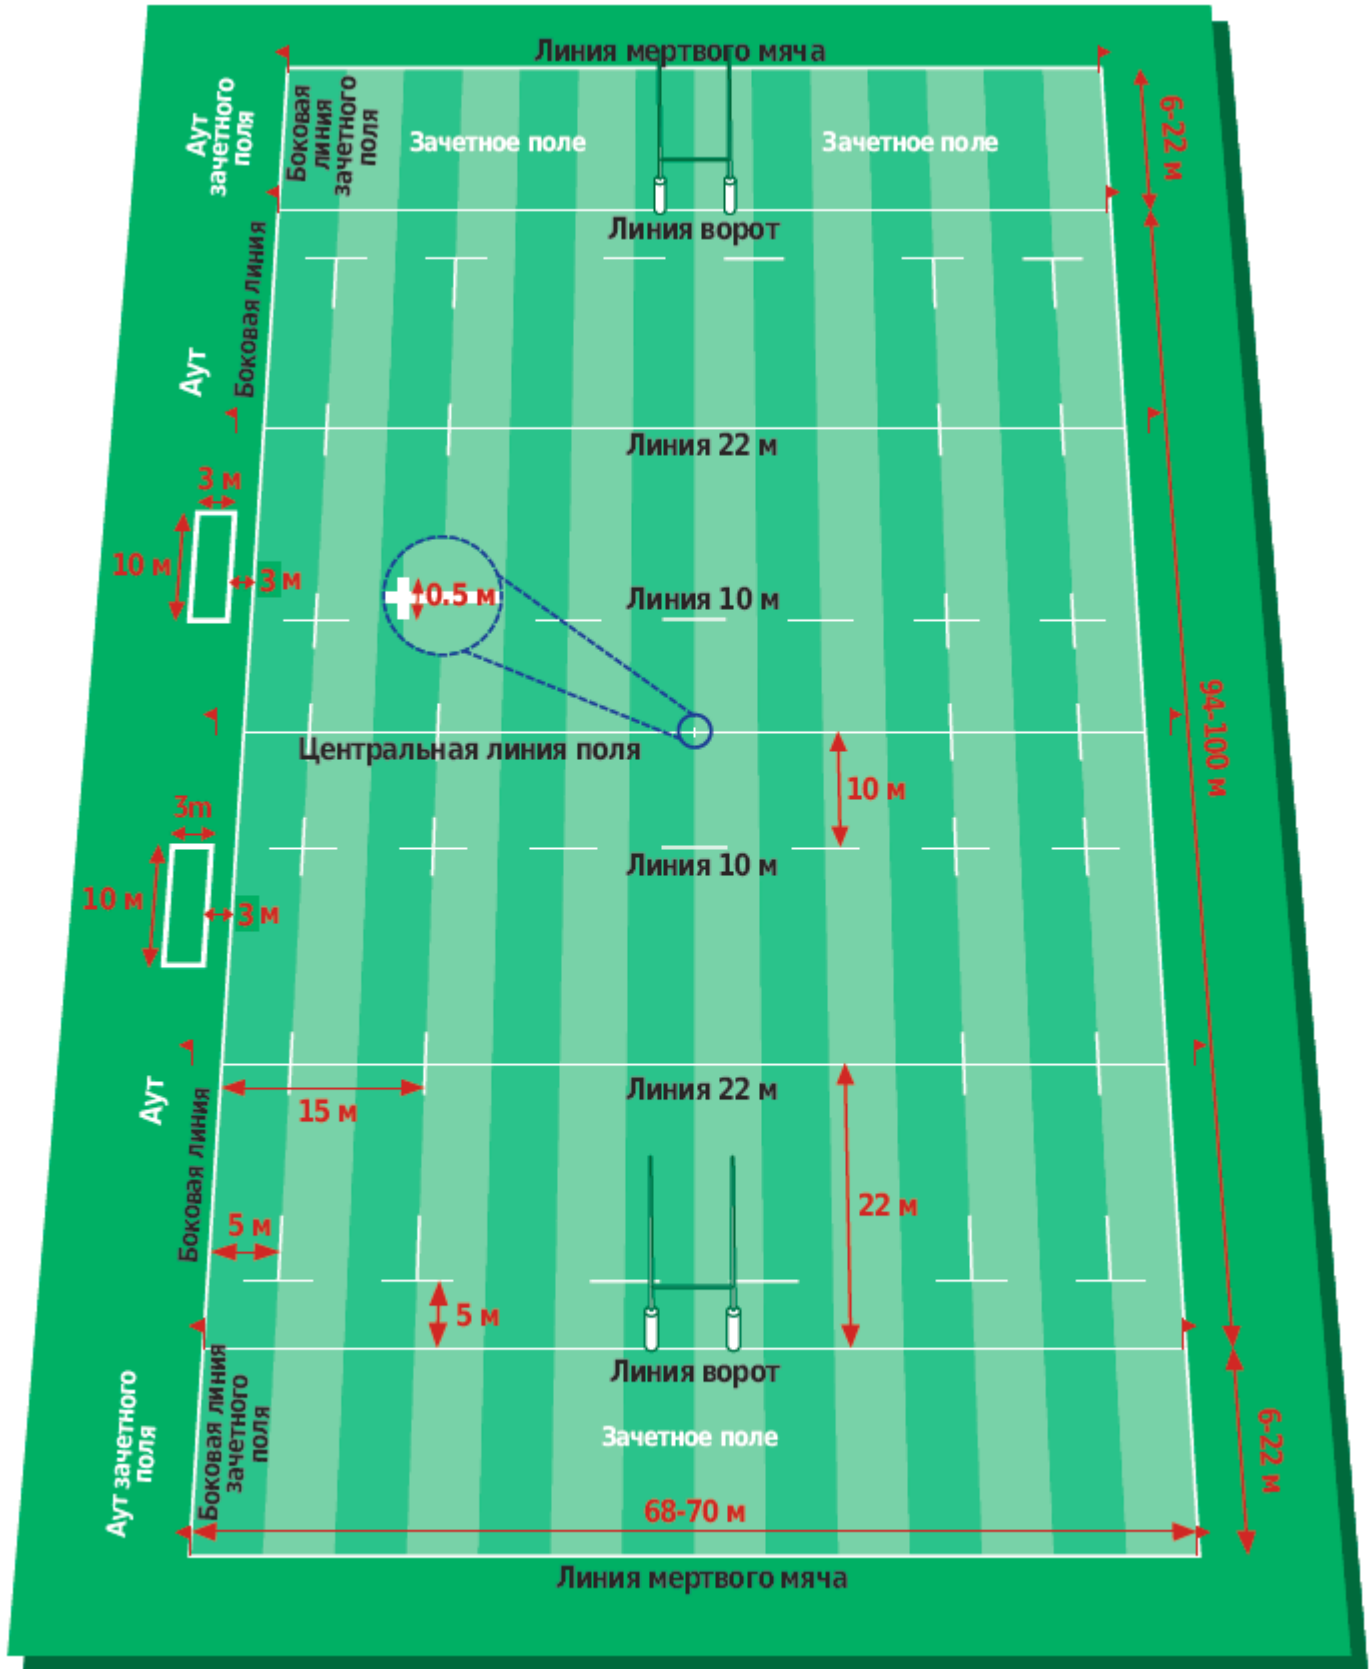 Линия мертвого мяча
Аут
зачетного
поля
Боковая
линия
зачетного
поля
Зачетное поле
Зачетное поле
6-22 м
Линия ворот
Боковая линия
Аут
Линия 22 м
3 м
10 м
3 м
0.5 м
Линия 10 м
94-100 м
Центральная линия поля
10 м
3m
10 м
3 м
Линия 10 м
Линия 22 м
15 м
Аут
Боковая линия
22 м
5 м
5 м
Линия ворот
Аут зачетного
поля
Боковая линия
зачетного
поля
Зачетное поле
6-22 м
68-70 м
Линия мертвого мяча